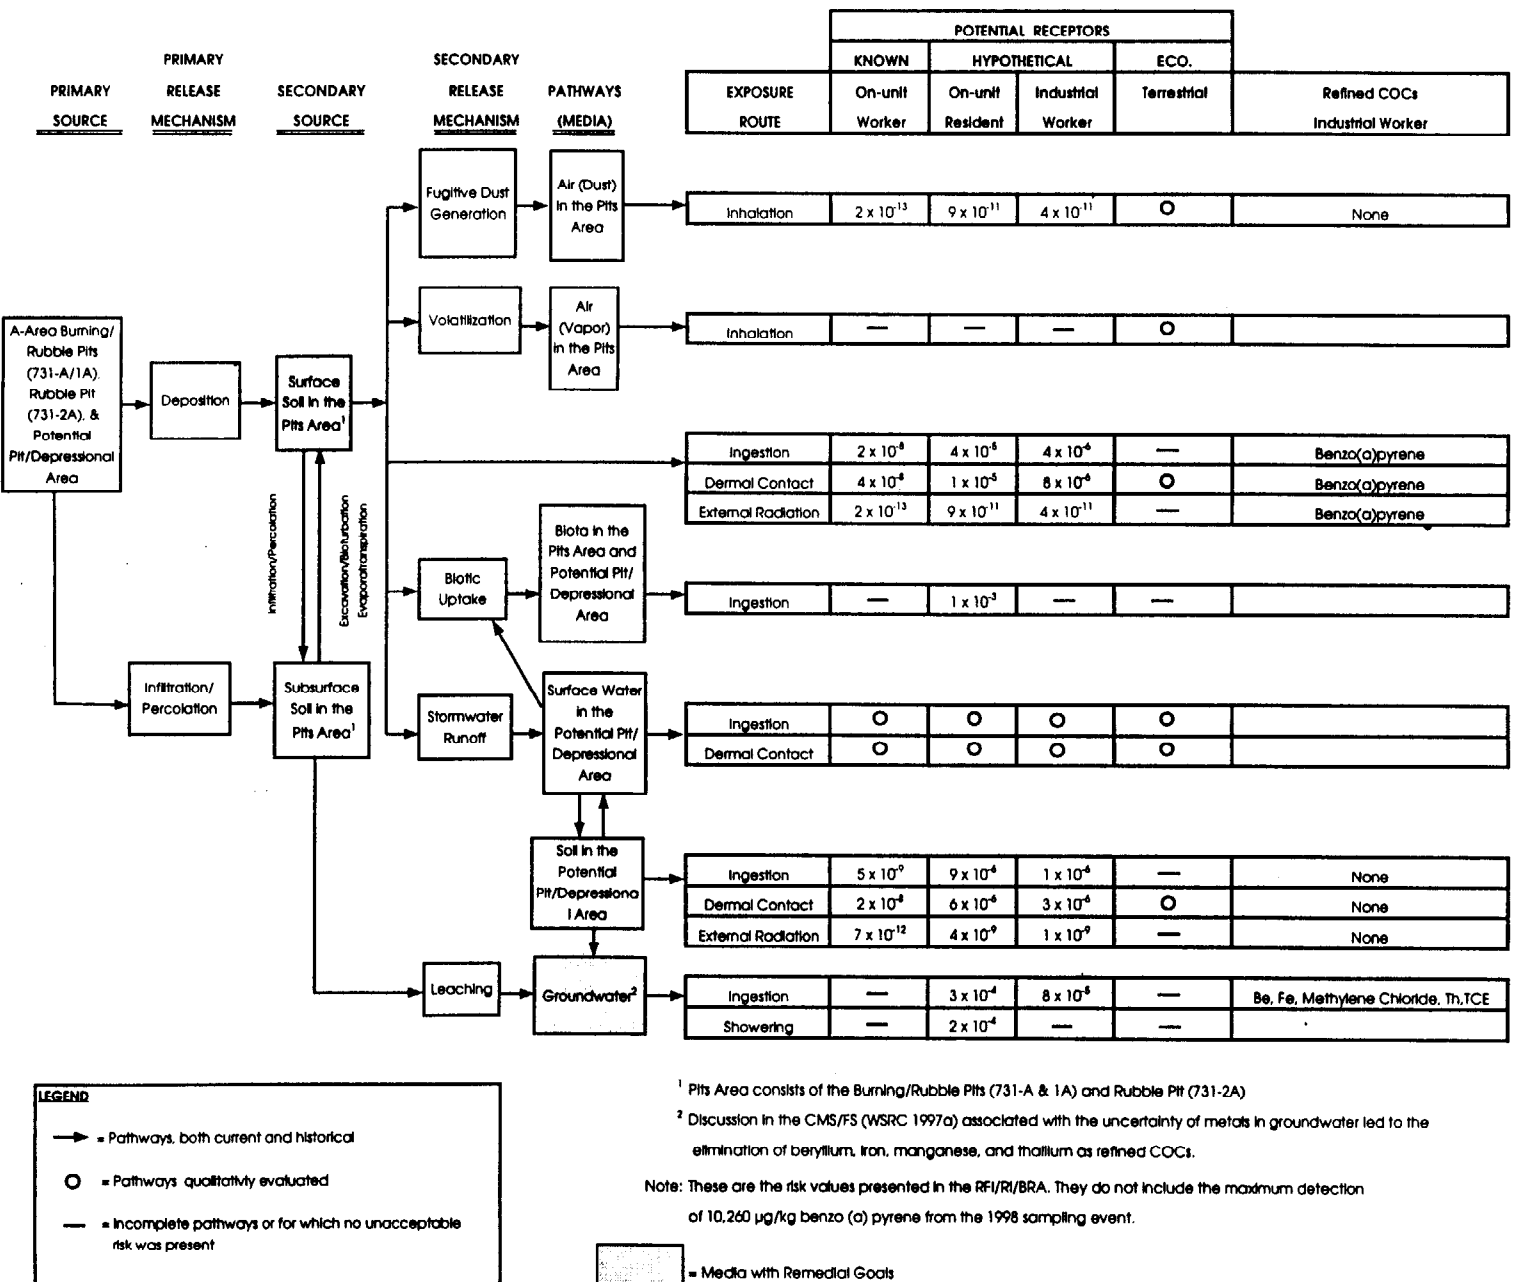 POTENTIAL RECEPTORS
PRIMARY
SECONDARY
KNOWN
HYPOTHETICAL
ECO.
PRIMARY
RELEASE
SECONDARY
RELEASE
PATHWAYS
EXPOSURE
On-unit
On-unit
Industrial
Terrestrial
Refined COCs
SOURCE
MECHANISM
SOURCE
MECHANISM
(MEDIA)
ROUTE
Worker
Resident
Worker
Industrial Worker
Fugitive Dust
Generation
Air (Dust)
in the Pits
Area
Inhalation
2 x 10⁻¹³
9 x 10⁻¹¹
4 x 10⁻¹¹
O
None
Volatilization
Air
(Vapor)
in the Pits
Area
Inhalation
—
—
—
O
A-Area Burning/
Rubble Pits
(731-A/1A),
Rubble Pit
(731-2A), &
Potential
Pit/Depressional
Area
Deposition
Surface
Soil in the
Pits Area¹
Ingestion
2 x 10⁻⁸
4 x 10⁻⁵
4 x 10⁻⁶
—
Benzo(a)pyrene
Dermal Contact
4 x 10⁻⁸
1 x 10⁻⁵
8 x 10⁻⁶
O
Benzo(a)pyrene
External Radiation
2 x 10⁻¹³
9 x 10⁻¹¹
4 x 10⁻¹¹
—
Benzo(a)pyrene
Infiltration/Percolation
Excavation/Bioturbation
Evaporatranspiration
Biotic
Uptake
Biota in the
Pits Area and
Potential Pit/
Depressional
Area
Ingestion
—
1 x 10⁻³
—
—
Infiltration/
Percolation
Subsurface
Soil in the
Pits Area¹
Stormwater
Runoff
Surface Water
in the
Potential Pit/
Depressional
Area
Ingestion
O
O
O
O
Dermal Contact
O
O
O
O
Soil in the
Potential
Pit/Depressiona
l Area
Ingestion
5 x 10⁻⁹
9 x 10⁻⁶
1 x 10⁻⁶
—
None
Dermal Contact
2 x 10⁻⁸
6 x 10⁻⁶
3 x 10⁻⁶
O
None
External Radiation
7 x 10⁻¹²
4 x 10⁻⁹
1 x 10⁻⁹
—
None
Leaching
Groundwater²
Ingestion
—
3 x 10⁻⁴
8 x 10⁻⁵
—
Be, Fe, Methylene Chloride, Th,TCE
Showering
—
2 x 10⁻⁴
—
—
LEGEND
= Pathways, both current and historical
O = Pathways qualitativly evaluated
— = Incomplete pathways or for which no unacceptable
risk was present
¹ Pits Area consists of the Burning/Rubble Pits (731-A & 1A) and Rubble Pit (731-2A)
² Discussion in the CMS/FS (WSRC 1997a) associated with the uncertainty of metals in groundwater led to the
elimination of beryllium, iron, manganese, and thallium as refined COCs.
Note: These are the risk values presented in the RFI/RI/BRA. They do not include the maximum detection
of 10,260 µg/kg benzo (a) pyrene from the 1998 sampling event.
= Media with Remedial Goals